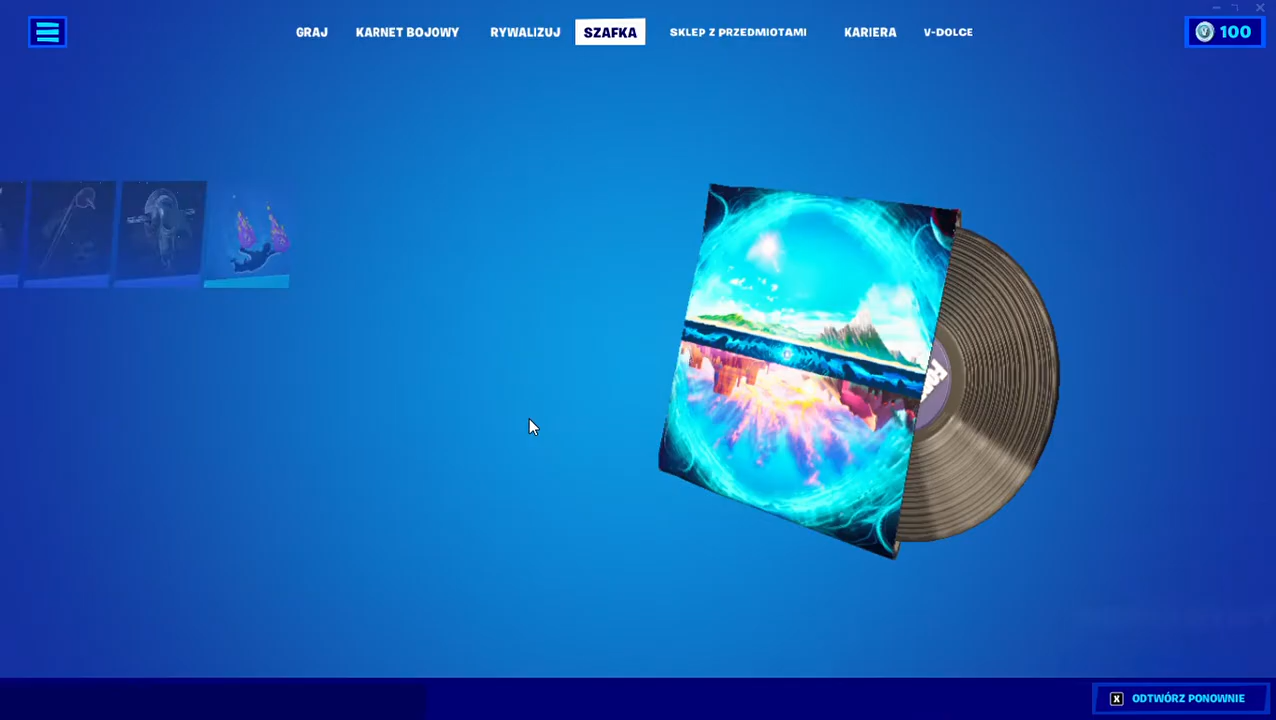 GRAJ KARNET BOJOWY RYWALIZUJ SZAFKA SKLEP Z PRZEDMIOTAMI KARIERA V-DOLCE 100
X ODTWÓRZ PONOWNIE